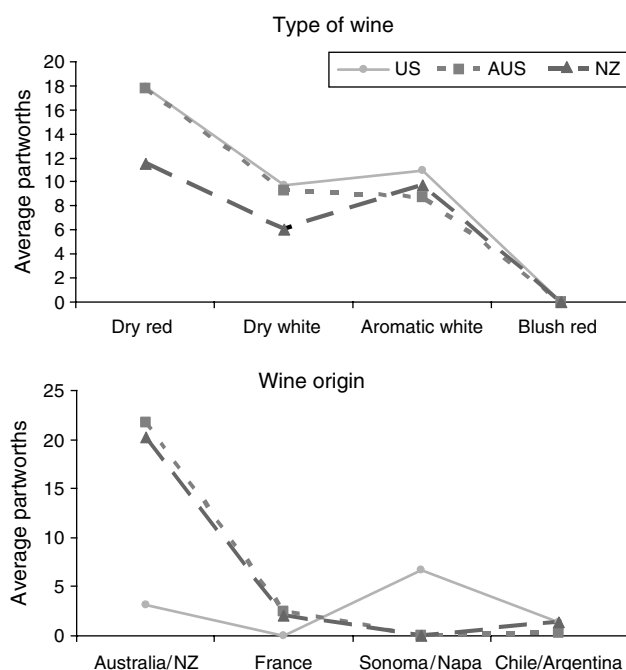 Type of wine
US AUS NZ
Average partworths
20
18
16
14
12
10
8
6
4
2
0
Dry red Dry white Aromatic white Blush red
Wine origin
Average partworths
25
20
15
10
5
0
Australia/NZ France Sonoma/Napa Chile/Argentina